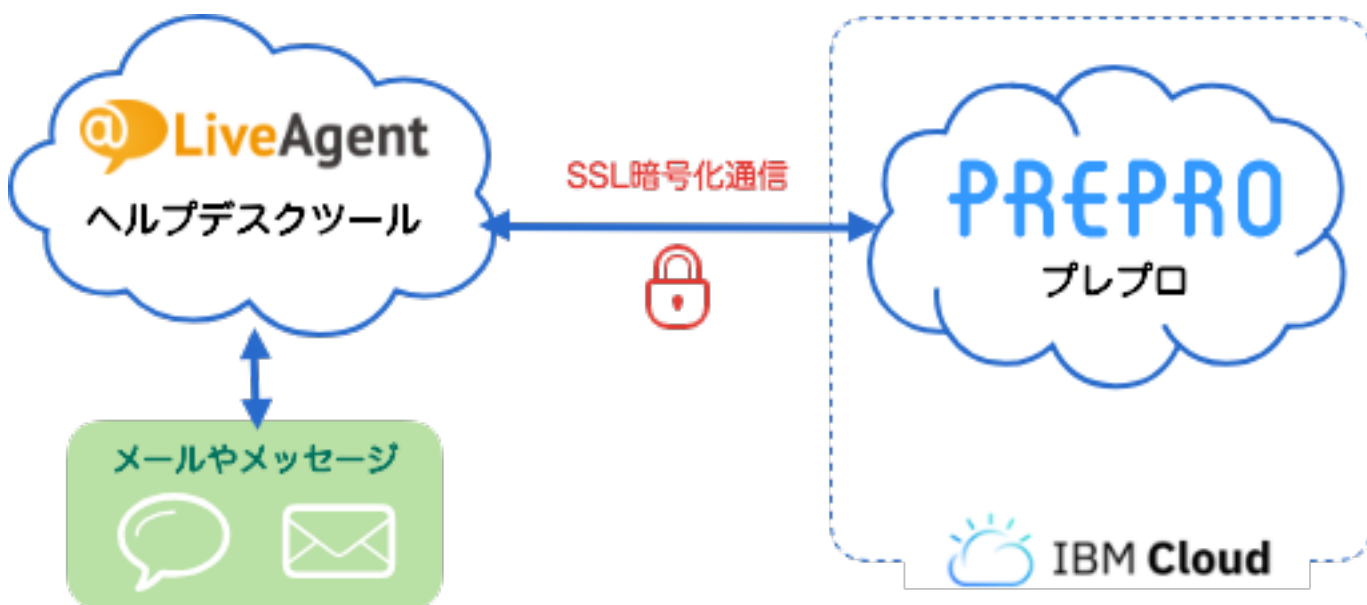 @ LiveAgent
ヘルプデスクツール
SSL暗号化通信
PREPRO
プレプロ
メールやメッセージ
IBM Cloud